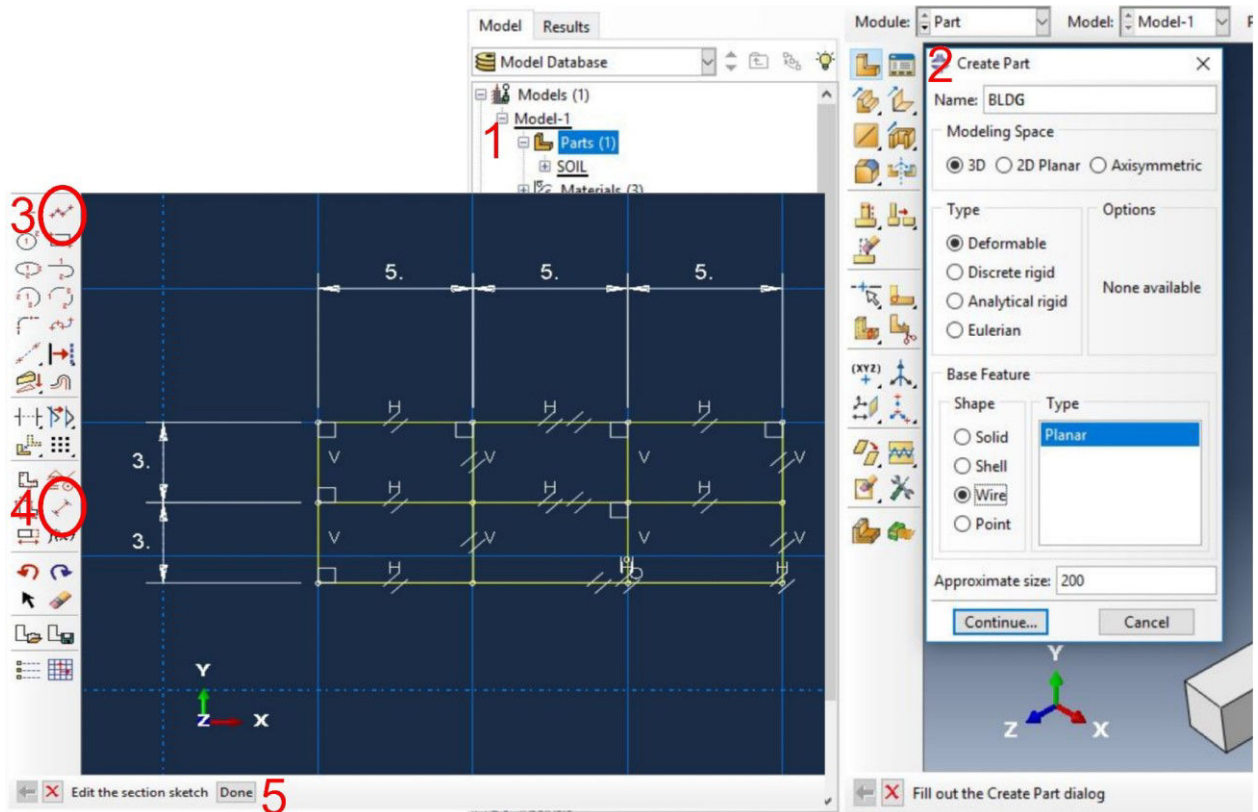 Model Results
Model Database
Models (1)
Model-1
1
Parts (1)
SOIL
Materials (3)
Module: Part Model: Model-1
2 Create Part
Name: BLDG
Modeling Space
3D 2D Planar Axisymmetric
Type
Deformable
Discrete rigid
Analytical rigid
Eulerian
Options
None available
Base Feature
Shape
Solid
Shell
Wire
Point
Type
Planar
Approximate size: 200
Continue... Cancel
Y
Z X
Fill out the Create Part dialog
3
4
(XYZ)
5. 5. 5.
H H H
3. V V V V
H H H
3. V V V V
H H H
Y
Z X
Edit the section sketch Done 5